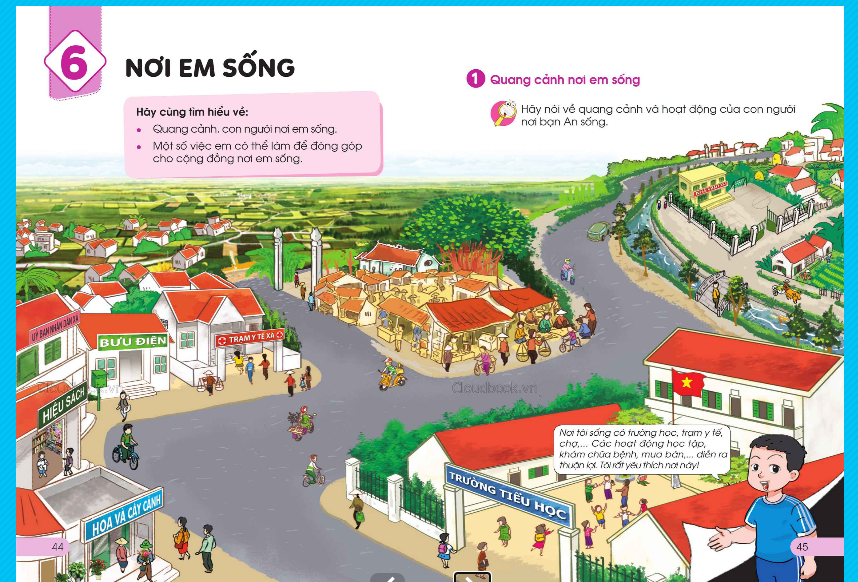 6
NƠI EM SỐNG
Hãy cùng tìm hiểu về:
• Quang cảnh, con người nơi em sống.
• Một số việc em có thể làm để đóng góp
cho cộng đồng nơi em sống.
1 Quang cảnh nơi em sống
Hãy nói về quang cảnh và hoạt động của con người
nơi bạn An sống.
ỦY BAN NHÂN DÂN XÃ
BƯU ĐIỆN
TRẠM Y TẾ XÃ
HIỆU SÁCH
HOA VÀ CÂY CẢNH
Cloudbook.vn
TRƯỜNG TIỂU HỌC
Nơi tôi sống có trường học, trạm y tế,
chợ,... Các hoạt động học tập,
khám chữa bệnh, mua bán,... diễn ra
thuận lợi. Tôi rất yêu thích nơi này!
44
45